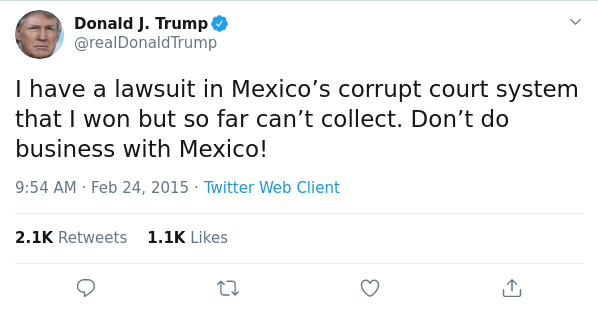 Donald J. Trump
@realDonaldTrump
I have a lawsuit in Mexico’s corrupt court system
that I won but so far can’t collect. Don’t do
business with Mexico!
9:54 AM · Feb 24, 2015 · Twitter Web Client
2.1K Retweets 1.1K Likes